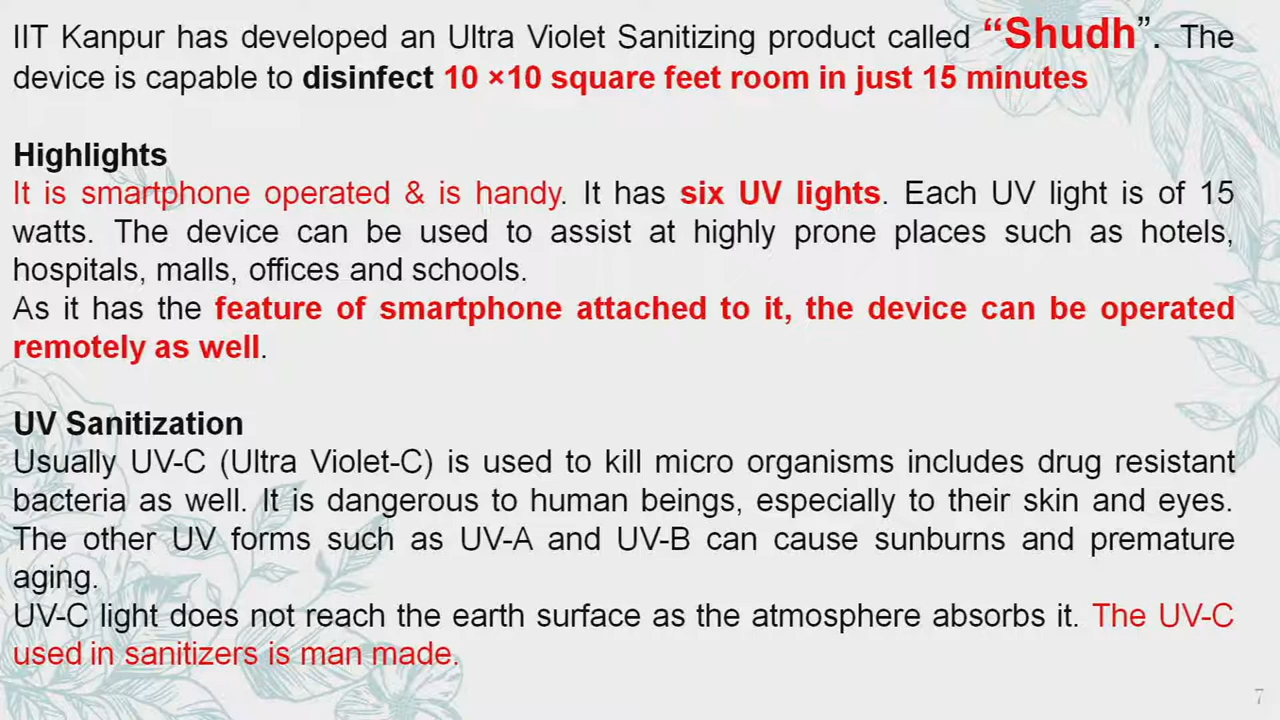 IIT Kanpur has developed an Ultra Violet Sanitizing product called “Shudh”. The
device is capable to disinfect 10 ×10 square feet room in just 15 minutes
Highlights
It is smartphone operated & is handy. It has six UV lights. Each UV light is of 15
watts. The device can be used to assist at highly prone places such as hotels,
hospitals, malls, offices and schools.
As it has the feature of smartphone attached to it, the device can be operated
remotely as well.
UV Sanitization
Usually UV-C (Ultra Violet-C) is used to kill micro organisms includes drug resistant
bacteria as well. It is dangerous to human beings, especially to their skin and eyes.
The other UV forms such as UV-A and UV-B can cause sunburns and premature
aging.
UV-C light does not reach the earth surface as the atmosphere absorbs it. The UV-C
used in sanitizers is man made.
7